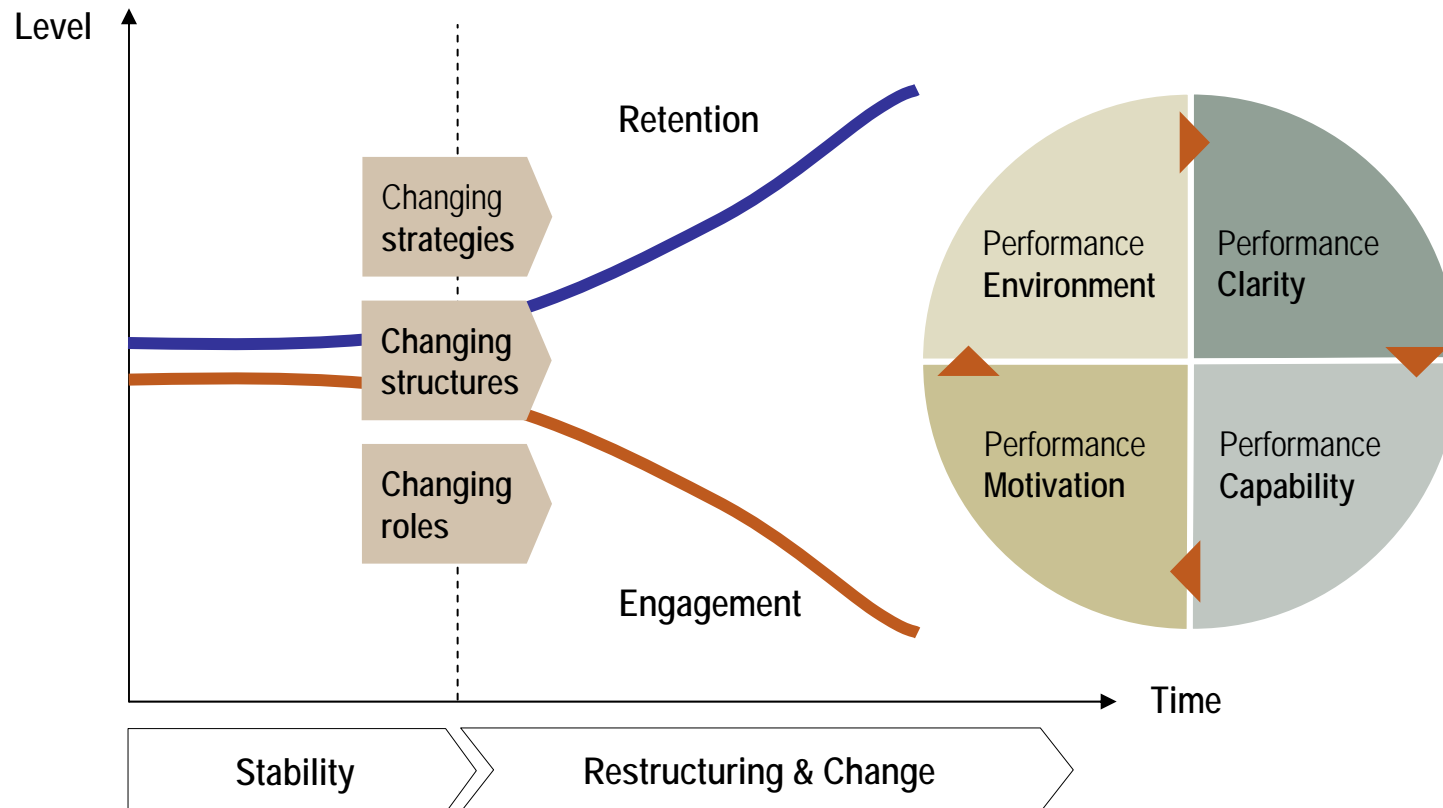 Level
Retention
Changing
strategies
Changing
structures
Changing
roles
Engagement
Performance
Environment
Performance
Clarity
Performance
Motivation
Performance
Capability
Time
Stability
Restructuring & Change